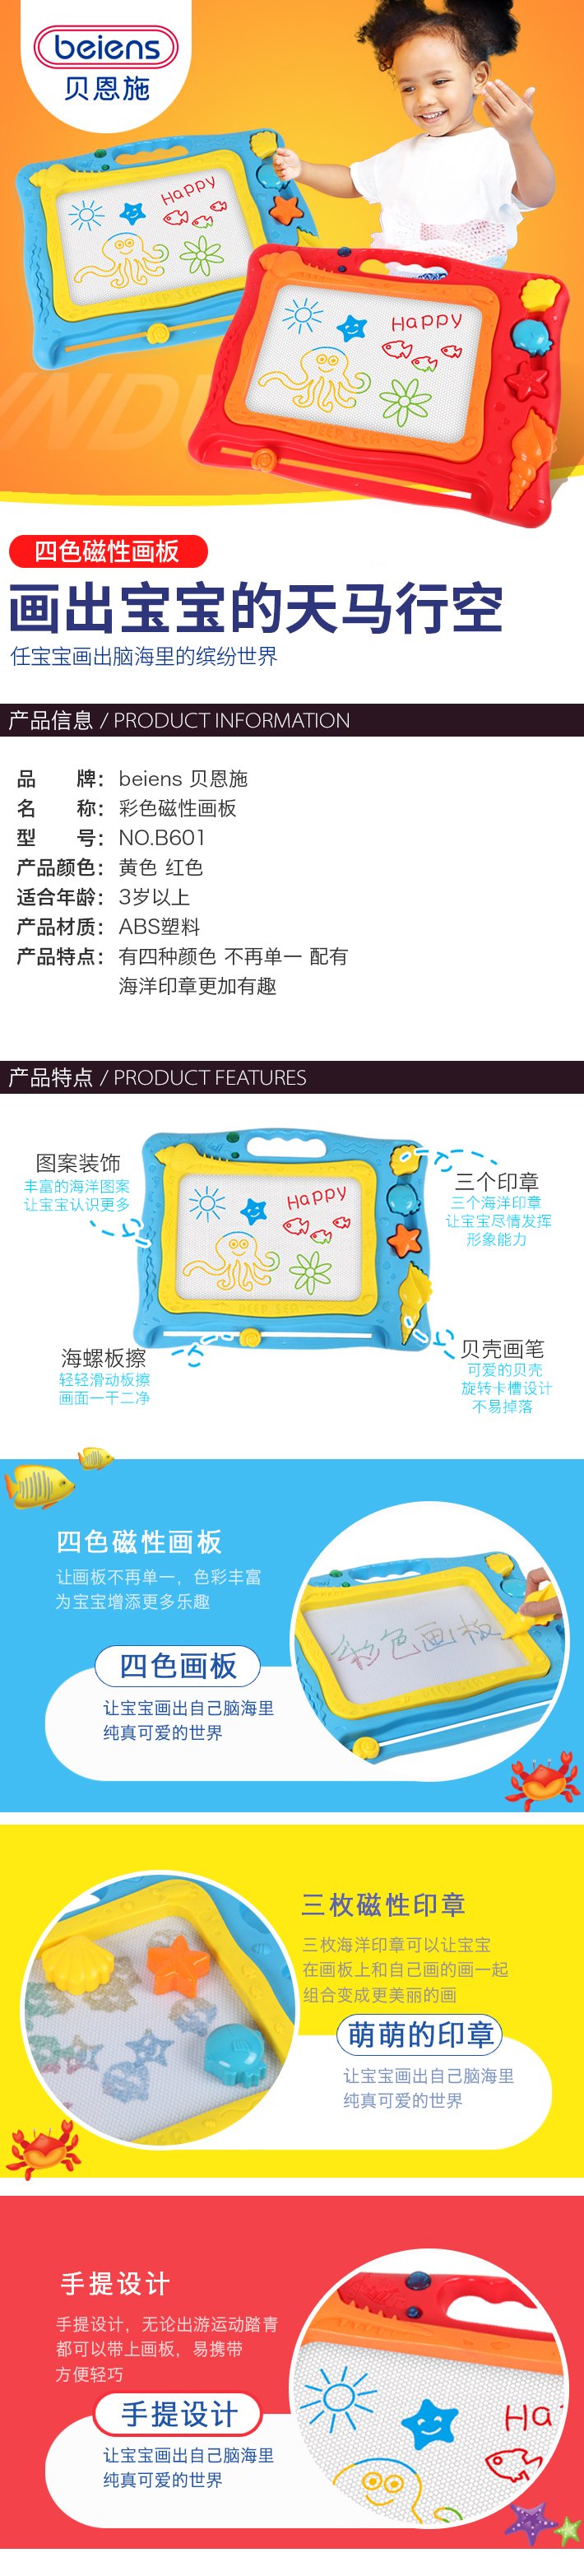 beiens
贝恩施
Happy
DEEP SEA
Happy
DEEP SEA
四色磁性画板
画出宝宝的天马行空
任宝宝画出脑海里的缤纷世界
产品信息 / PRODUCT INFORMATION
品 牌： beiens 贝恩施
名 称： 彩色磁性画板
型 号： NO.B601
产品颜色： 黄色 红色
适合年龄： 3岁以上
产品材质： ABS塑料
产品特点： 有四种颜色 不再单一 配有
海洋印章更加有趣
产品特点 / PRODUCT FEATURES
图案装饰
丰富的海洋图案
让宝宝认识更多
三个印章
三个海洋印章
让宝宝尽情发挥
形象能力
Happy
DEEP SEA
海螺板擦
轻轻滑动板擦
画面一干二净
贝壳画笔
可爱的贝壳
旋转卡槽设计
不易掉落
四色磁性画板
让画板不再单一，色彩丰富
为宝宝增添更多乐趣
四色画板
让宝宝画出自己脑海里
纯真可爱的世界
彩色画板
DEEP SEA
三枚磁性印章
三枚海洋印章可以让宝宝
在画板上和自己画的画一起
组合变成更美丽的画
萌萌的印章
让宝宝画出自己脑海里
纯真可爱的世界
手提设计
手提设计，无论出游运动踏青
都可以带上画板，易携带
方便轻巧
手提设计
让宝宝画出自己脑海里
纯真可爱的世界
Ha